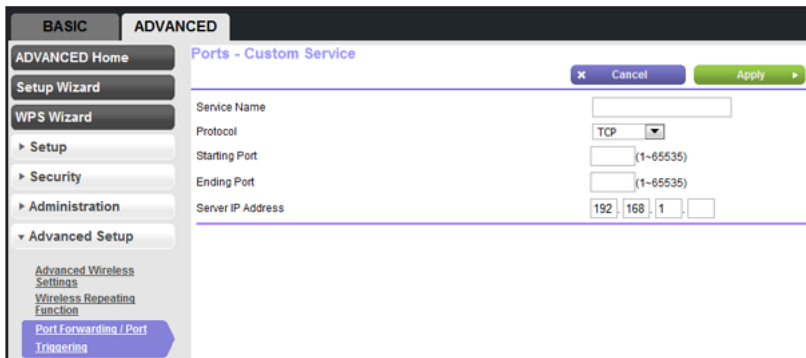 BASIC ADVANCED
ADVANCED Home
Setup Wizard
WPS Wizard
Setup
Security
Administration
Advanced Setup
Advanced Wireless
Settings
Wireless Repeating
Function
Port Forwarding / Port
Triggering
Ports - Custom Service
Cancel Apply
Service Name
Protocol TCP
Starting Port (1~65535)
Ending Port (1~65535)
Server IP Address 192 . 168 . 1 .